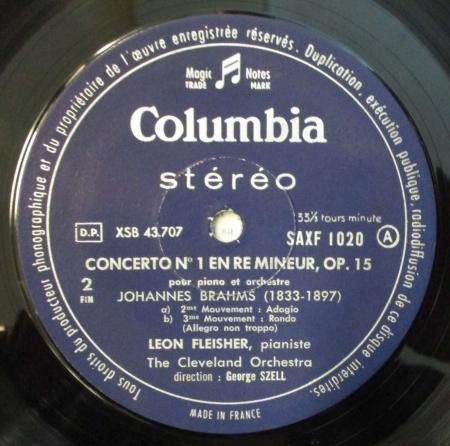 Tous droits du producteur phonographique et du propriétaire de l'œuvre enregistrée réservés. Duplication, exécution publique, radiodiffusion de ce disque interdites.
Magic Notes
TRADE MARK
Columbia
stéréo
33⅓ tours minute
D.P. XSB 43.707 SAXF 1020 A
CONCERTO Nº 1 EN RE MINEUR, OP. 15
2
FIN
pour piano et orchestre
JOHANNES BRAHMS (1833-1897)
a) 2me Mouvement : Adagio
b) 3me Mouvement : Rondo
(Allegro non troppo)
LEON FLEISHER, pianiste
The Cleveland Orchestra
direction : George SZELL
MADE IN FRANCE